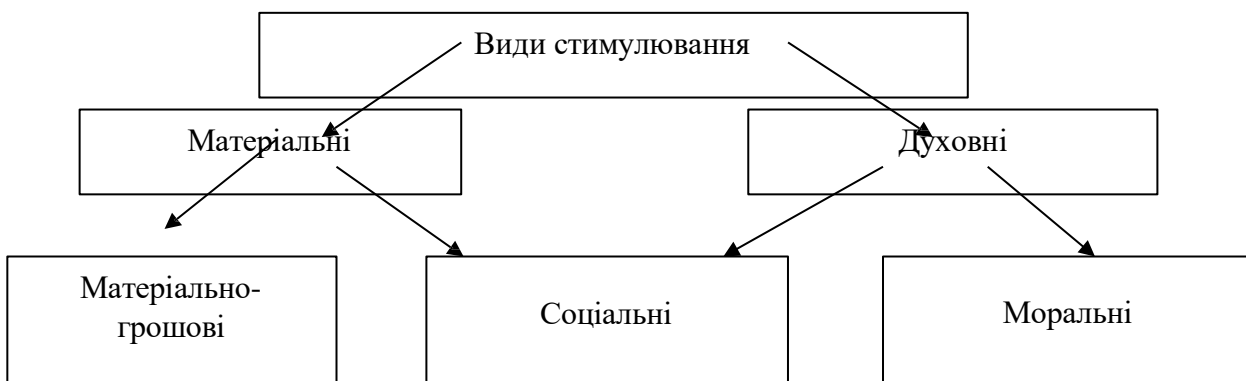 Види стимулювання
Матеріальні
Духовні
Матеріально-
грошові
Соціальні
Моральні